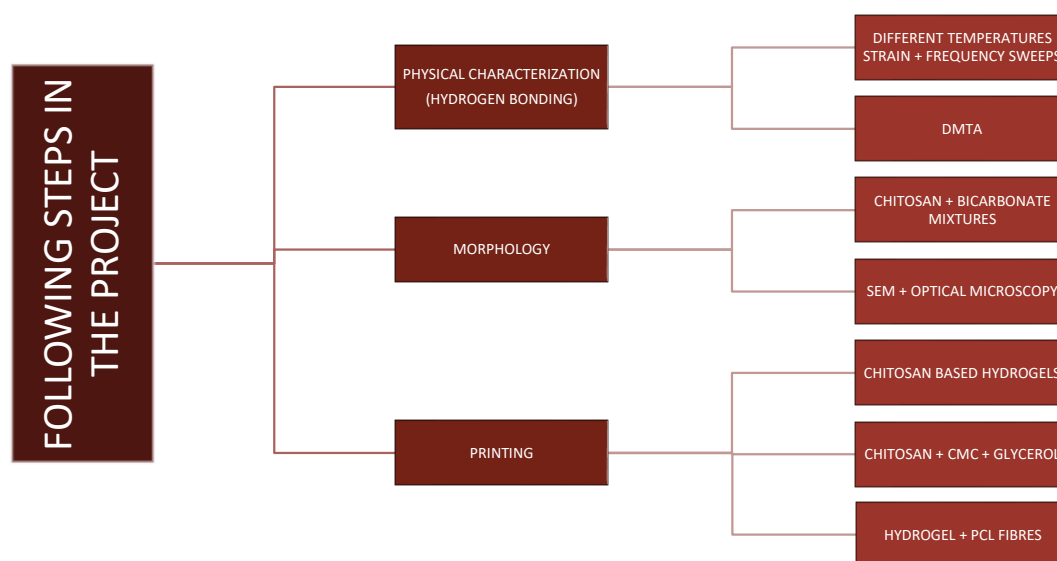 FOLLOWING STEPS IN
THE PROJECT
PHYSICAL CHARACTERIZATION
(HYDROGEN BONDING)
DIFFERENT TEMPERATURES
STRAIN + FREQUENCY SWEEPS
DMTA
MORPHOLOGY
CHITOSAN + BICARBONATE
MIXTURES
SEM + OPTICAL MICROSCOPY
PRINTING
CHITOSAN BASED HYDROGELS
CHITOSAN + CMC + GLYCEROL
HYDROGEL + PCL FIBRES